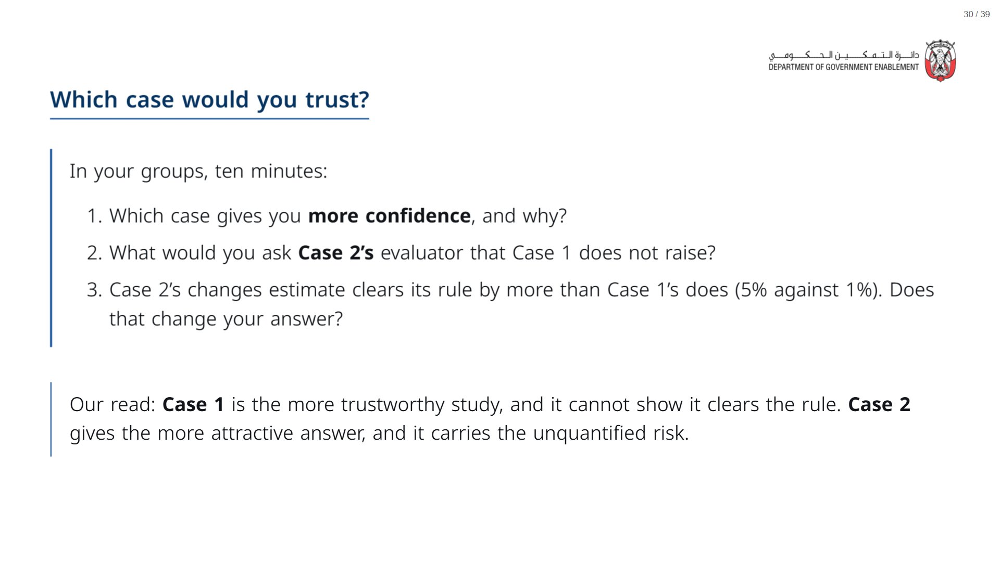 30 / 39
دائـــرة الـتـمـكــــيـــن الـحـــكـــــومـــي
DEPARTMENT OF GOVERNMENT ENABLEMENT
Which case would you trust?
In your groups, ten minutes:
1. Which case gives you more confidence, and why?
2. What would you ask Case 2’s evaluator that Case 1 does not raise?
3. Case 2’s changes estimate clears its rule by more than Case 1’s does (5% against 1%). Does
that change your answer?
Our read: Case 1 is the more trustworthy study, and it cannot show it clears the rule. Case 2
gives the more attractive answer, and it carries the unquantified risk.